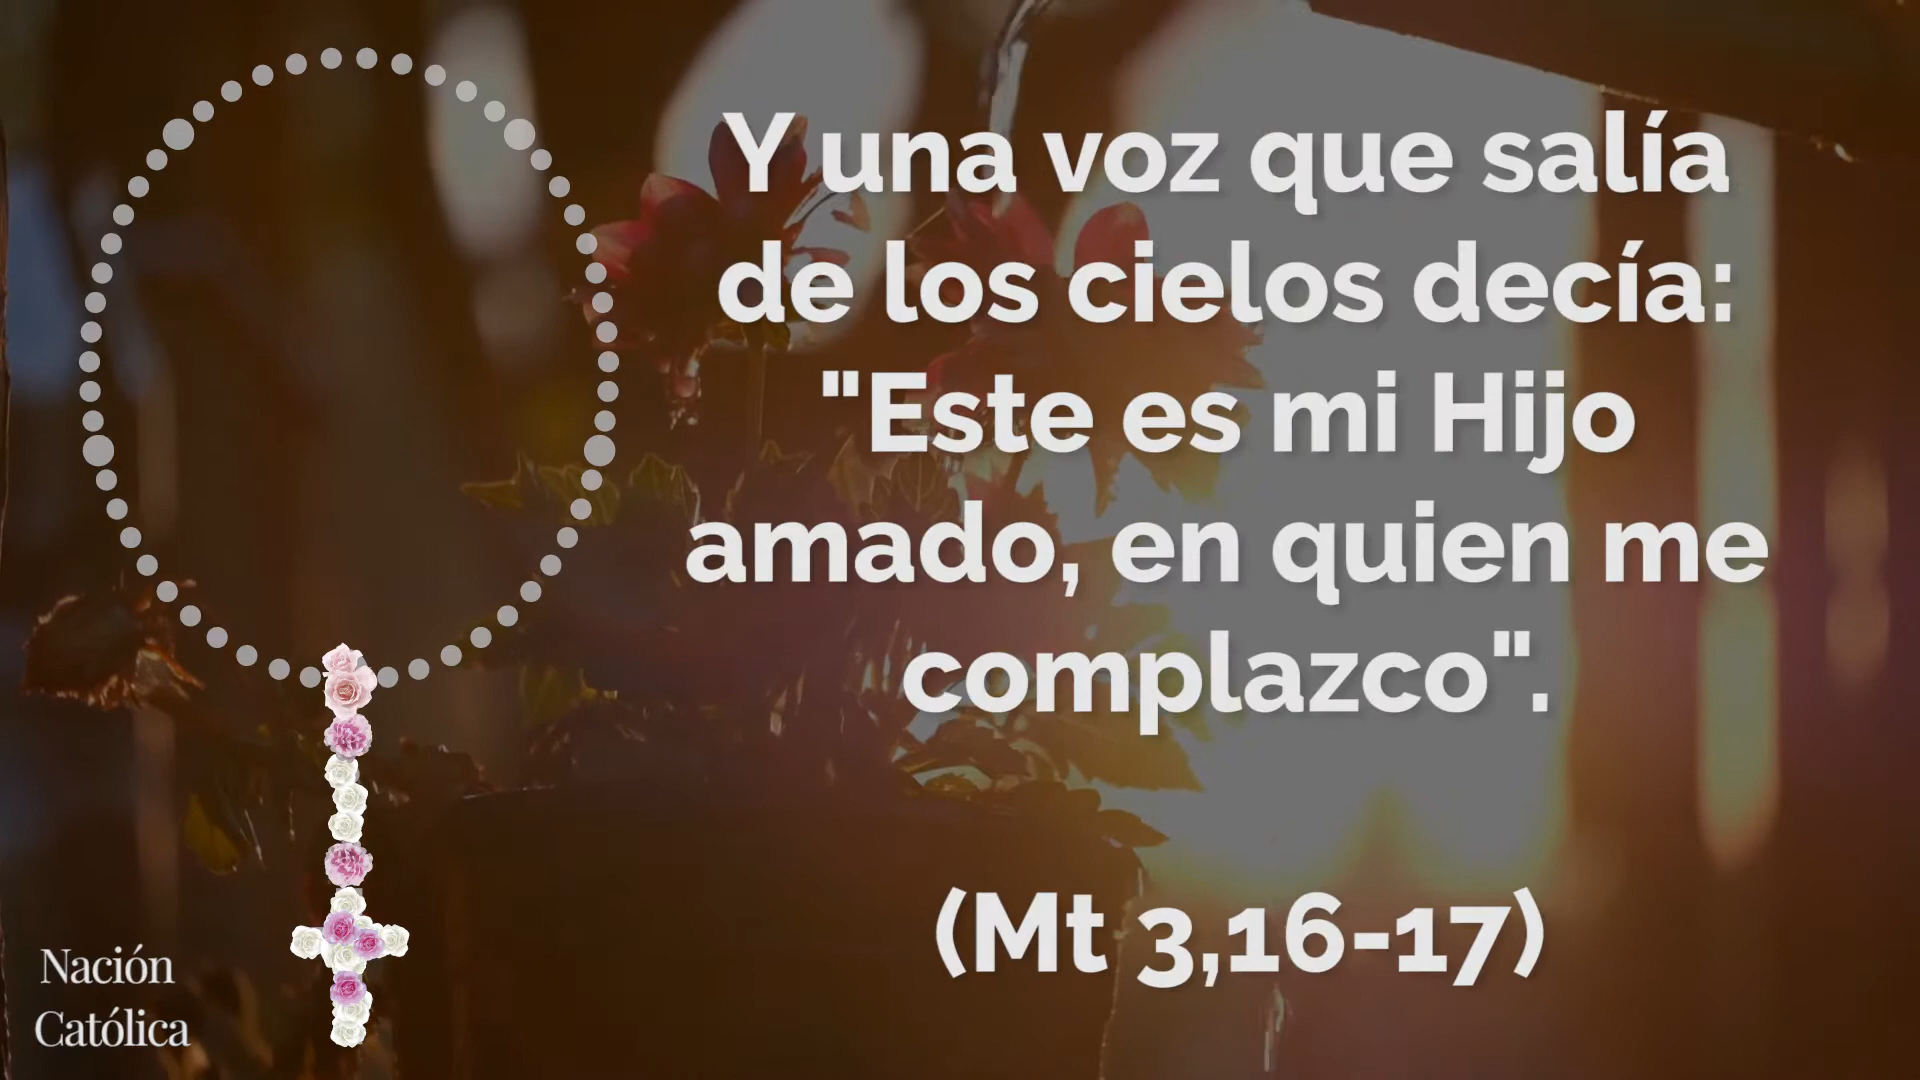 Y una voz que salía
de los cielos decía:
"Este es mi Hijo
amado, en quien me
complazco".
(Mt 3,16-17)
Nación
Católica